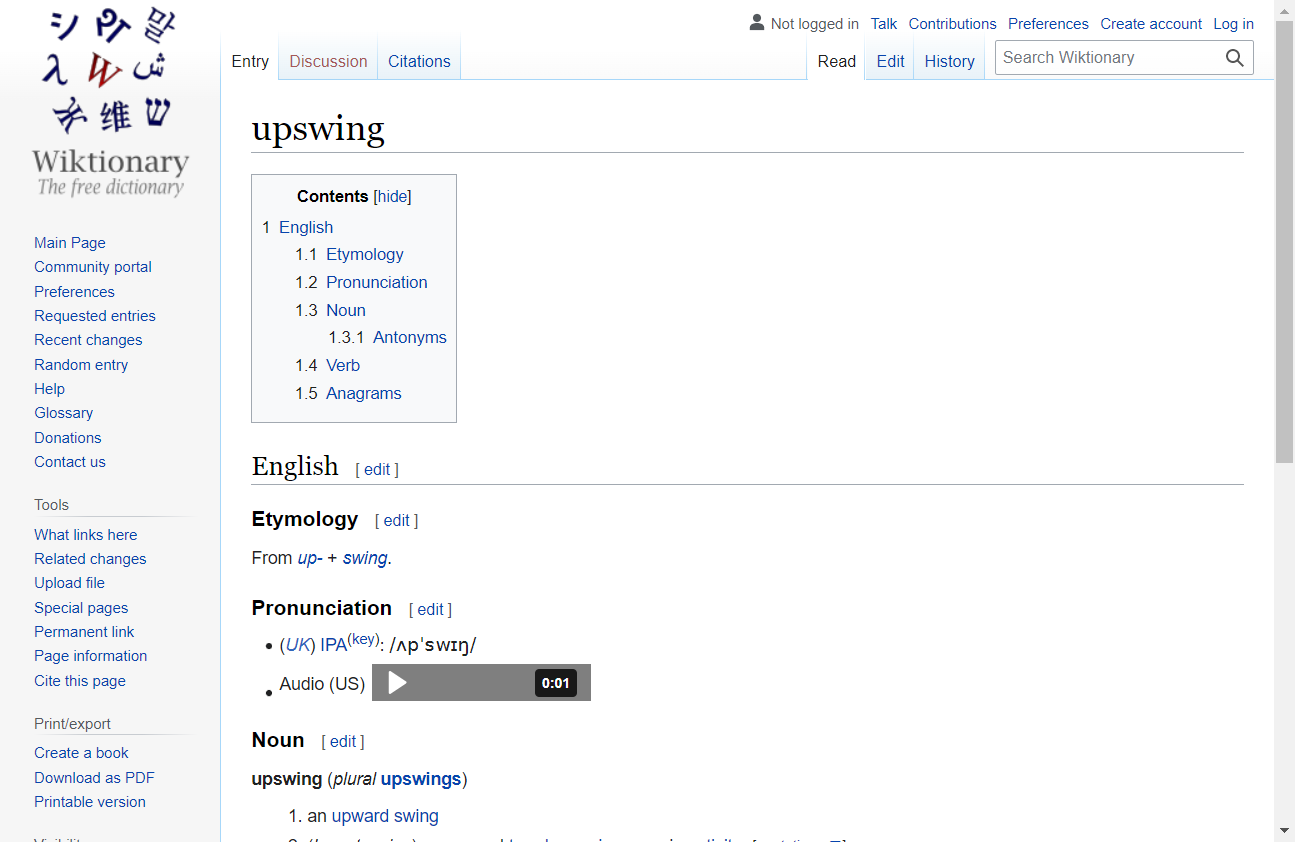 Not logged in Talk Contributions Preferences Create account Log in
Entry Discussion Citations Read Edit History Search Wiktionary
シ אל
λ W ش
维 ש
Wiktionary
The free dictionary
Main Page
Community portal
Preferences
Requested entries
Recent changes
Random entry
Help
Glossary
Donations
Contact us
Tools
What links here
Related changes
Upload file
Special pages
Permanent link
Page information
Cite this page
Print/export
Create a book
Download as PDF
Printable version
upswing
Contents [hide]
1 English
1.1 Etymology
1.2 Pronunciation
1.3 Noun
1.3.1 Antonyms
1.4 Verb
1.5 Anagrams
English [ edit ]
Etymology [ edit ]
From up- + swing.
Pronunciation [ edit ]
• (UK) IPA(key): /ʌpˈswɪŋ/
• Audio (US) 0:01
Noun [ edit ]
upswing (plural upswings)
1. an upward swing